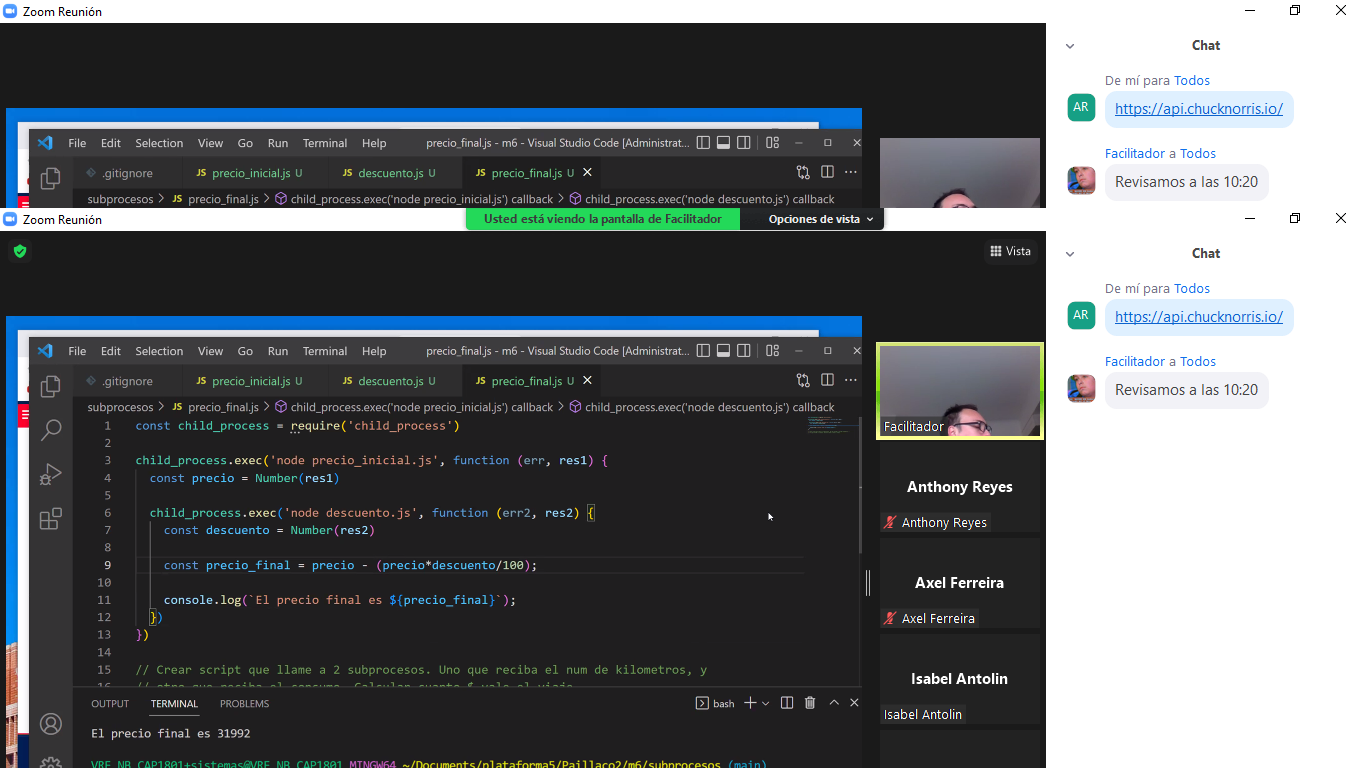 Zoom Reunión
Chat
De mí para Todos
AR
https://api.chucknorris.io/
Facilitador a Todos
Revisamos a las 10:20
File Edit Selection View Go Run Terminal Help
precio_final.js - m6 - Visual Studio Code [Administrat...
.gitignore
JS precio_inicial.js U
JS descuento.js U
JS precio_final.js U
subprocesos > JS precio_final.js > child_process.exec('node precio_inicial.js') callback > child_process.exec('node descuento.js') callback
Zoom Reunión
Usted está viendo la pantalla de Facilitador
Opciones de vista
Vista
Chat
De mí para Todos
AR
https://api.chucknorris.io/
Facilitador a Todos
Revisamos a las 10:20
File Edit Selection View Go Run Terminal Help
precio_final.js - m6 - Visual Studio Code [Administrat...
.gitignore
JS precio_inicial.js U
JS descuento.js U
JS precio_final.js U
subprocesos > JS precio_final.js > child_process.exec('node precio_inicial.js') callback > child_process.exec('node descuento.js') callback
1 const child_process = require('child_process')
2
3 child_process.exec('node precio_inicial.js', function (err, res1) {
4 const precio = Number(res1)
5
6 child_process.exec('node descuento.js', function (err2, res2) {
7 const descuento = Number(res2)
8
9 const precio_final = precio - (precio*descuento/100);
10
11 console.log(`El precio final es ${precio_final}`);
12 })
13 })
14
15 // Crear script que llame a 2 subprocesos. Uno que reciba el num de kilometros, y
16 // otro que reciba el consumo. Calcular cuanto $ vale el viaje
OUTPUT TERMINAL PROBLEMS
bash
El precio final es 31992
VRE_NB_CAP1801+sistemas@VRE_NB_CAP1801 MINGW64 ~/Documents/plataforma5/Paillaco2/m6/subprocesos (main)
Facilitador
Anthony Reyes
Anthony Reyes
Axel Ferreira
Axel Ferreira
Isabel Antolin
Isabel Antolin